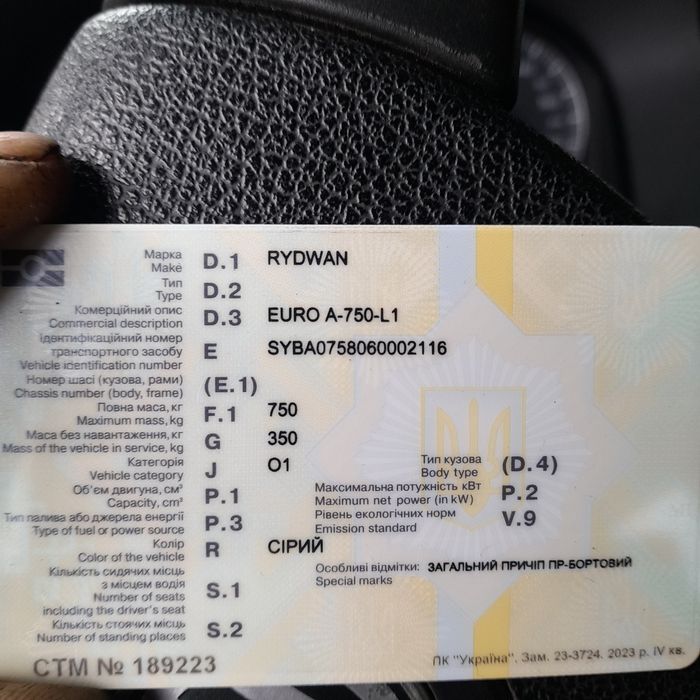 Марка
Make D.1 RYDWAN
Тип
Type D.2
Комерційний опис
Commercial description D.3 EURO A-750-L1
Ідентифікаційний номер
транспортного засобу
Vehicle identification number E SYBA0758060002116
Номер шасі (кузова, рами)
Chassis number (body, frame) (E.1)
Повна маса, кг
Maximum mass, kg F.1 750
Маса без навантаження, кг
Mass of the vehicle in service, kg G 350
Категорія
Vehicle category J O1
Тип кузова
Body type (D.4)
Об'єм двигуна, см³
Capacity, cm³ P.1
Максимальна потужність кВт
Maximum net power (in kW) P.2
Тип палива або джерела енергії
Type of fuel or power source P.3
Рівень екологічних норм
Emission standard V.9
Колір
Color of the vehicle R СІРИЙ
Особливі відмітки: ЗАГАЛЬНИЙ ПРИЧІП ПР-БОРТОВИЙ
Special marks
Кількість сидячих місць
з місцем водія
Number of seats
including the driver's seat S.1
Кількість стоячих місць
Number of standing places S.2
СТМ № 189223
ПК "Україна". Зам. 23-3724. 2023 р. IV кв.